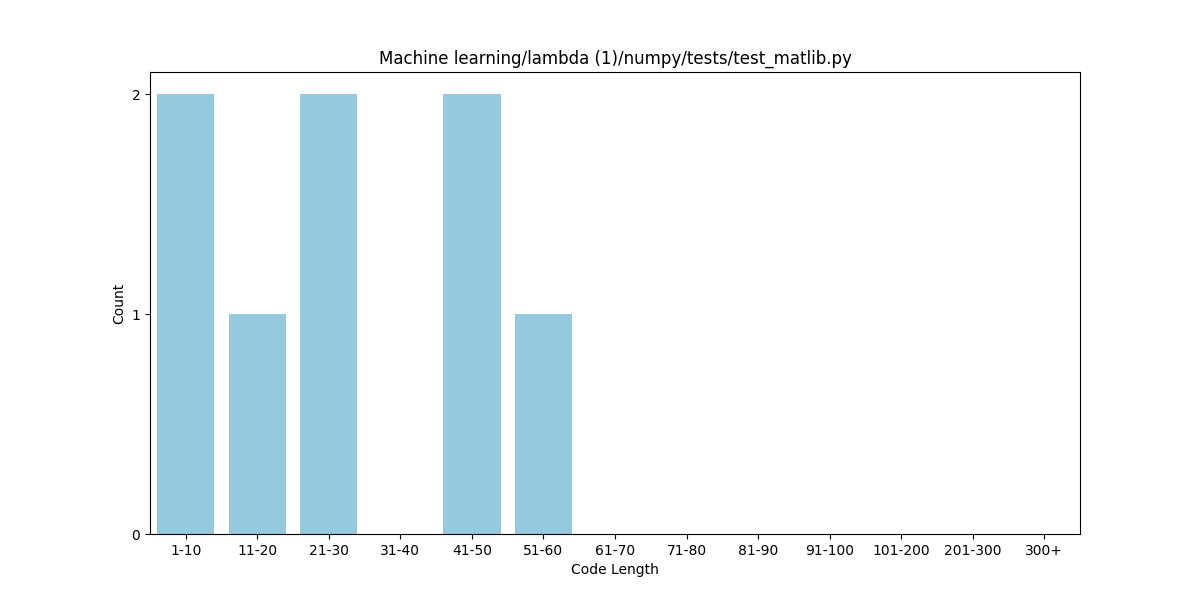 Machine learning/lambda (1)/numpy/tests/test_matlib.py
2
1
0
Count
1-10 11-20 21-30 31-40 41-50 51-60 61-70 71-80 81-90 91-100 101-200 201-300 300+
Code Length